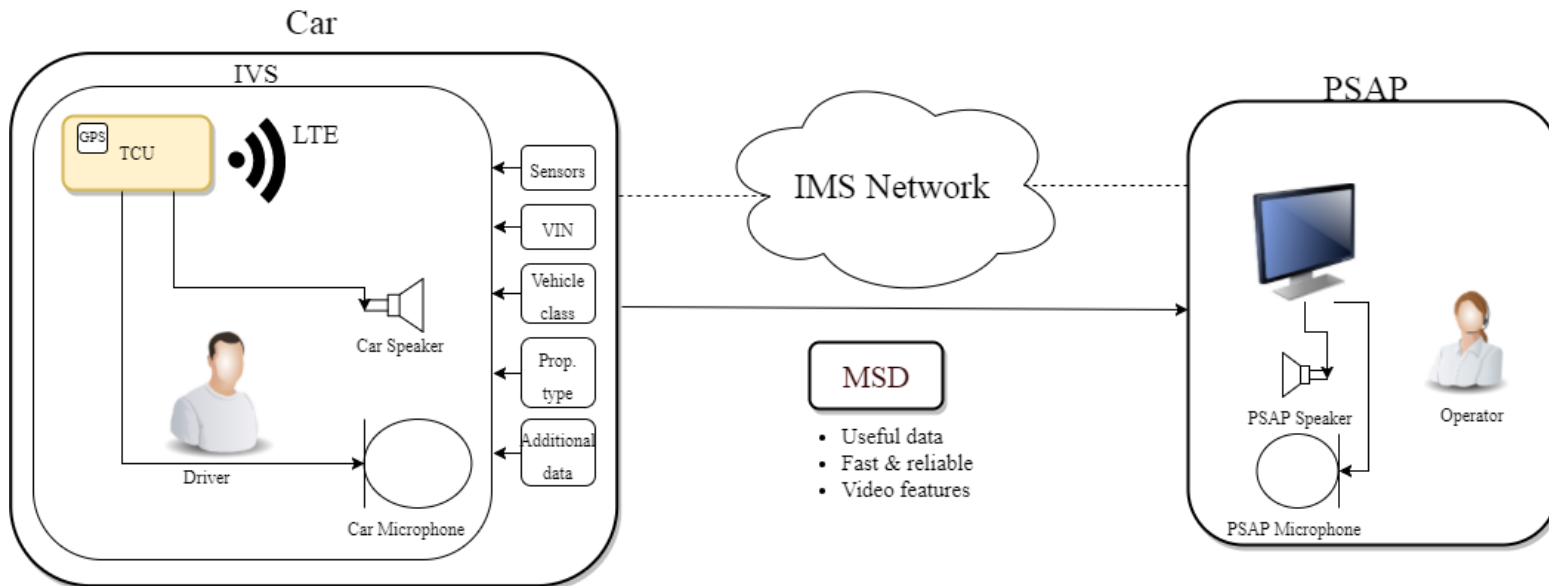 Car
IVS
GPS
TCU
LTE
Sensors
VIN
Vehicle
class
Prop.
type
Additional
data
Car Speaker
Driver
Car Microphone
IMS Network
MSD
• Useful data
• Fast & reliable
• Video features
PSAP
PSAP Speaker
Operator
PSAP Microphone